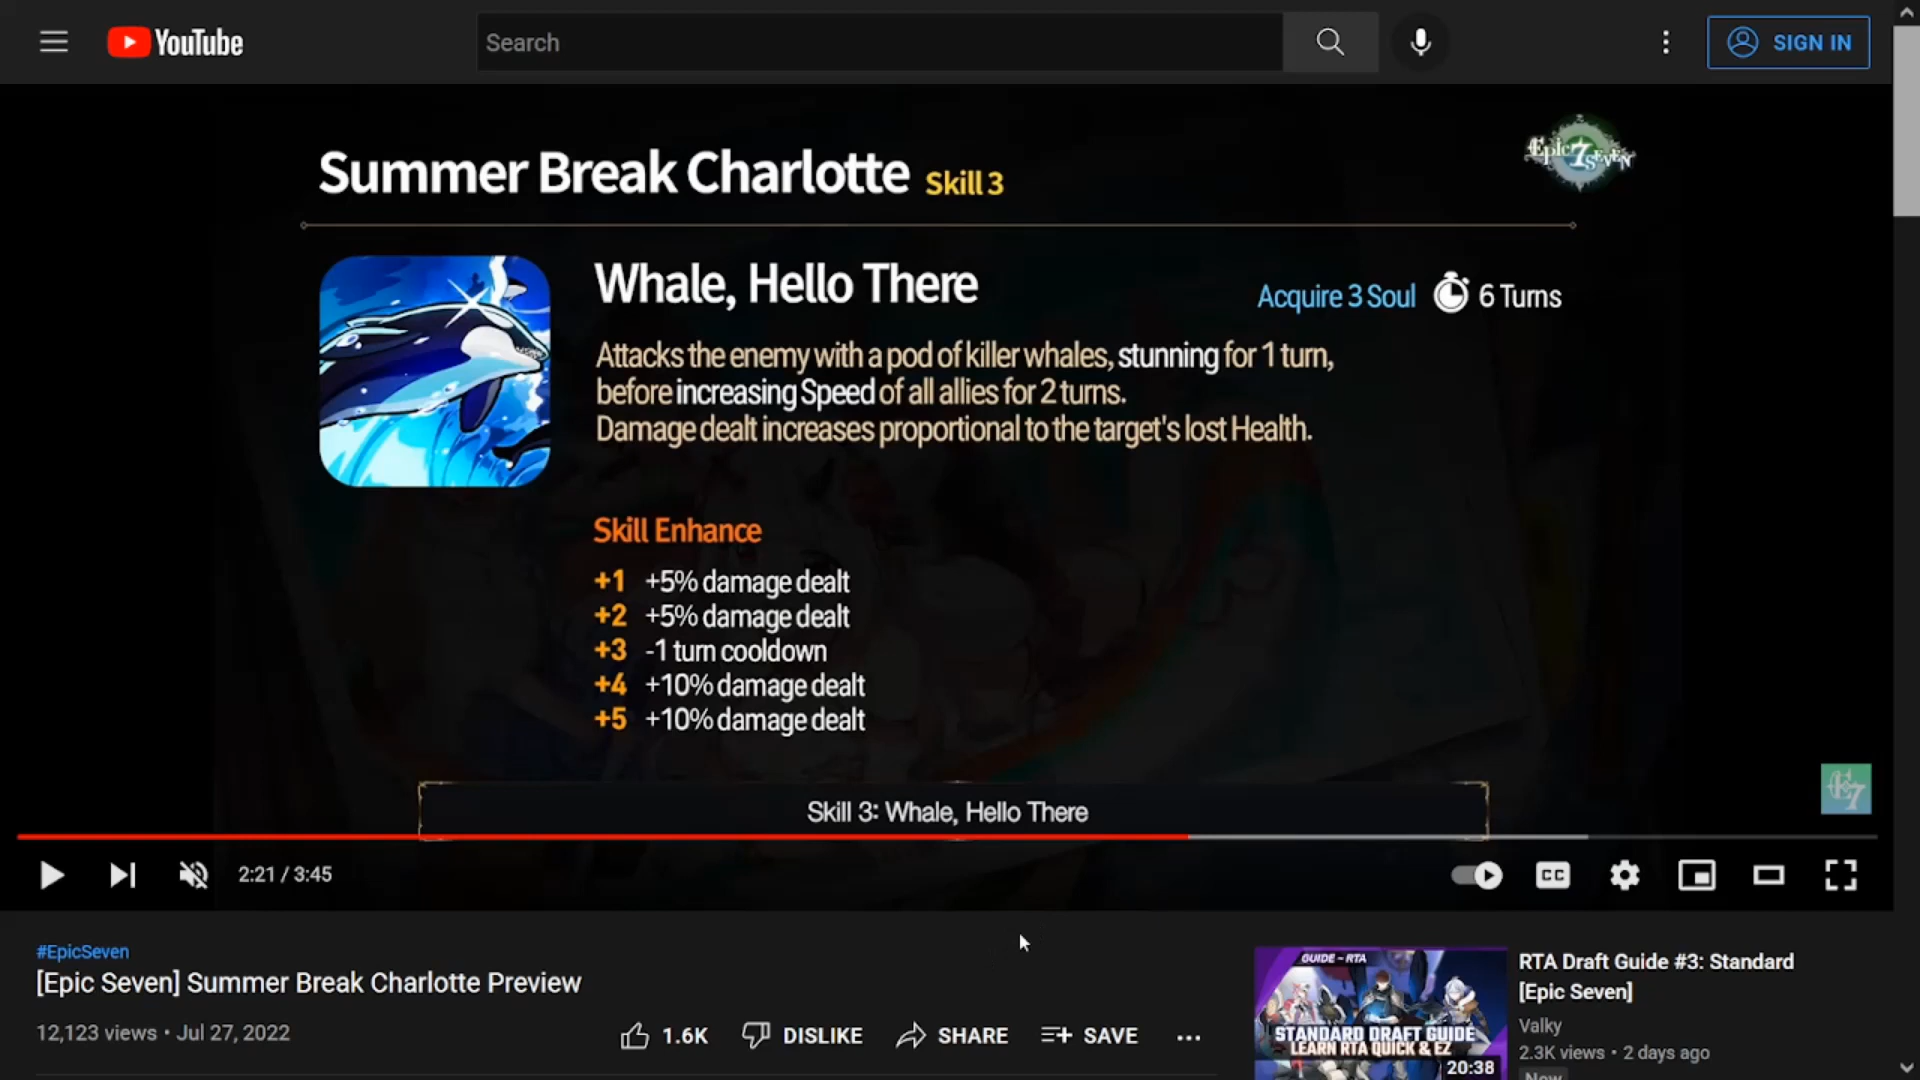 YouTube
Search
SIGN IN
Summer Break Charlotte Skill 3
Epic 7 SEVEN
Whale, Hello There
Acquire 3 Soul 6 Turns
Attacks the enemy with a pod of killer whales, stunning for 1 turn,
before increasing Speed of all allies for 2 turns.
Damage dealt increases proportional to the target's lost Health.
Skill Enhance
+1 +5% damage dealt
+2 +5% damage dealt
+3 -1 turn cooldown
+4 +10% damage dealt
+5 +10% damage dealt
E7
Skill 3: Whale, Hello There
2:21 / 3:45
CC
#EpicSeven
[Epic Seven] Summer Break Charlotte Preview
12,123 views • Jul 27, 2022
1.6K
DISLIKE
SHARE
SAVE
GUIDE - RTA
STANDARD DRAFT GUIDE
LEARN RTA QUICK & EZ
20:38
RTA Draft Guide #3: Standard
[Epic Seven]
Valky
2.3K views • 2 days ago
New